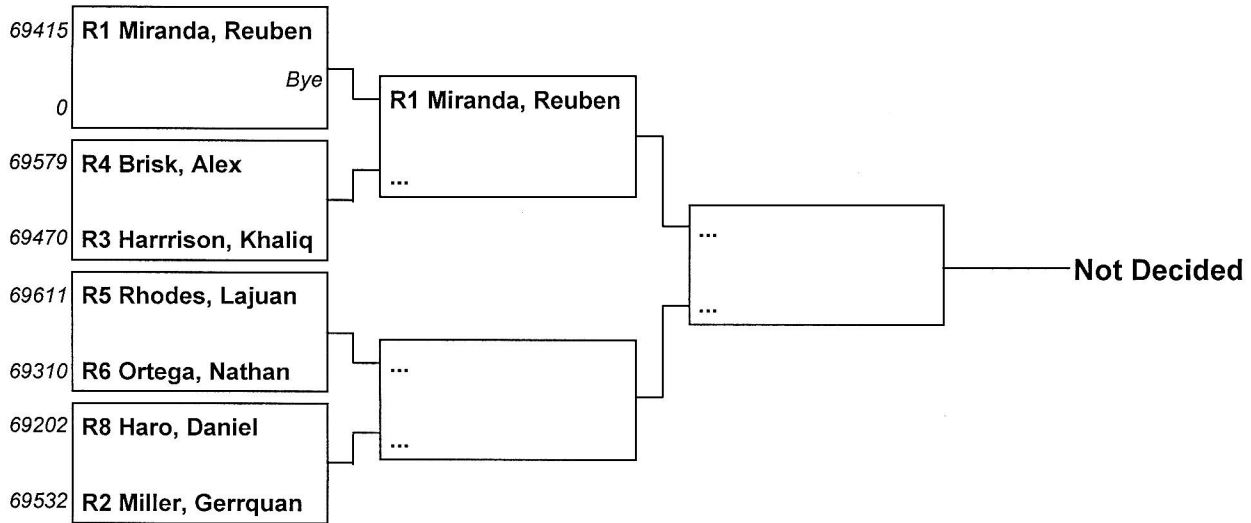 69415 R1 Miranda, Reuben
Bye
0
69579 R4 Brisk, Alex
69470 R3 Harrrison, Khaliq
69611 R5 Rhodes, Lajuan
69310 R6 Ortega, Nathan
69202 R8 Haro, Daniel
69532 R2 Miller, Gerrquan
R1 Miranda, Reuben
...
...
...
...
...
Not Decided